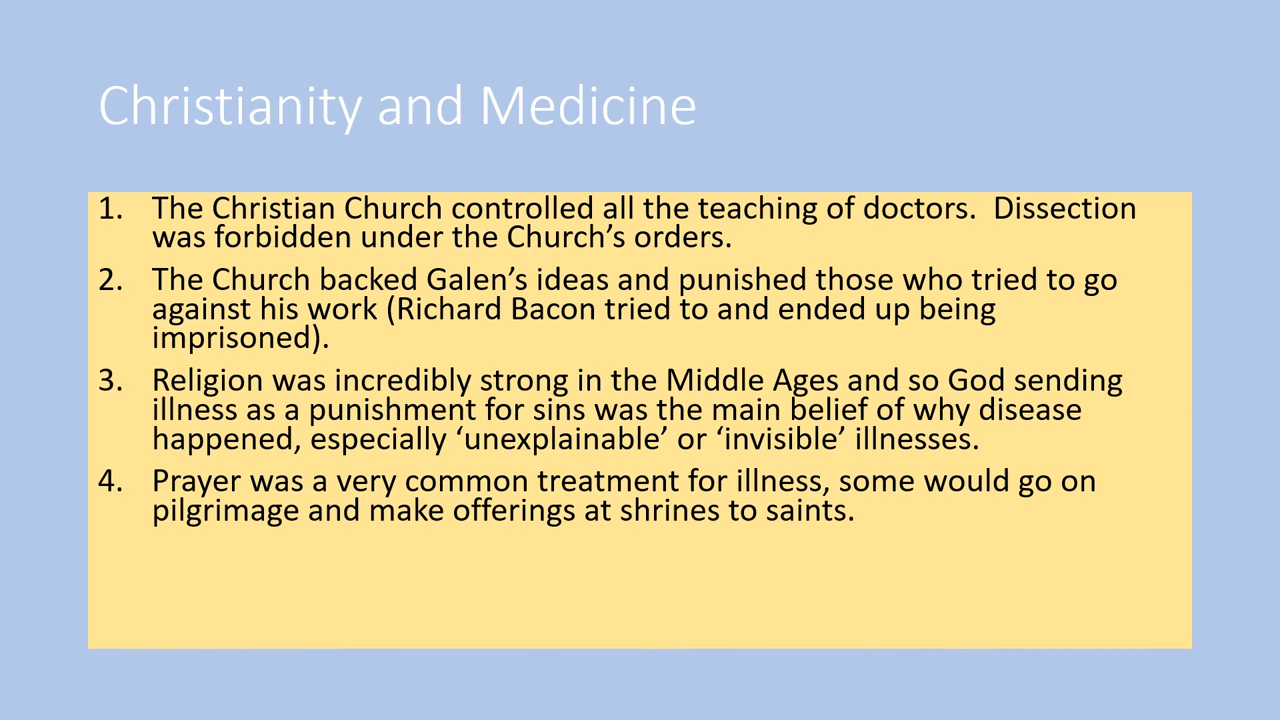 Christianity and Medicine
1. The Christian Church controlled all the teaching of doctors.  Dissection
was forbidden under the Church’s orders.
2. The Church backed Galen’s ideas and punished those who tried to go
against his work (Richard Bacon tried to and ended up being
imprisoned).
3. Religion was incredibly strong in the Middle Ages and so God sending
illness as a punishment for sins was the main belief of why disease
happened, especially ‘unexplainable’ or ‘invisible’ illnesses.
4. Prayer was a very common treatment for illness, some would go on
pilgrimage and make offerings at shrines to saints.